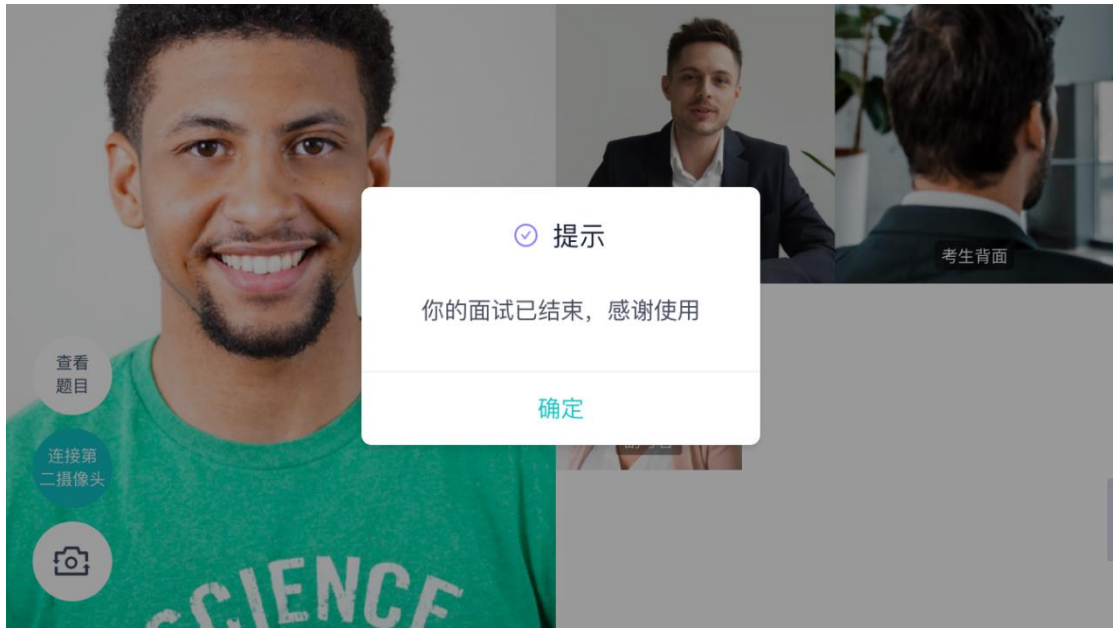 提示
你的面试已结束，感谢使用
确定
考生背面
查看
题目
连接第
二摄像头
SCIENCE